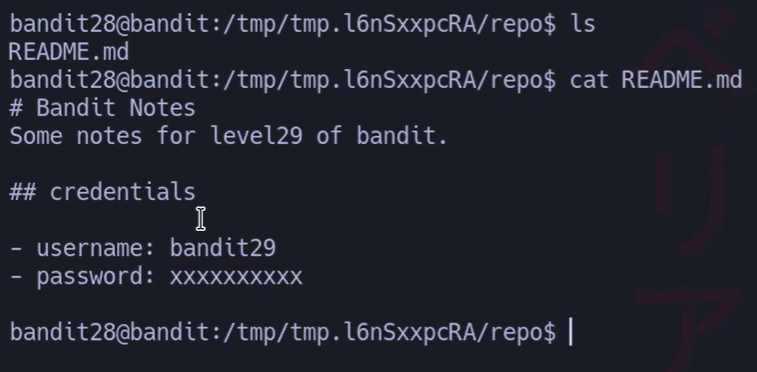 bandit28@bandit:/tmp/tmp.l6nSxxpcRA/repo$ ls
README.md
bandit28@bandit:/tmp/tmp.l6nSxxpcRA/repo$ cat README.md
# Bandit Notes
Some notes for level29 of bandit.
## credentials
- username: bandit29
- password: xxxxxxxxxx
bandit28@bandit:/tmp/tmp.l6nSxxpcRA/repo$
ベリア